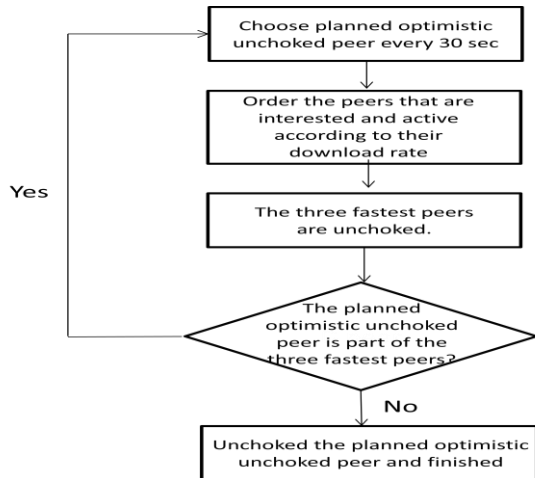 Choose planned optimistic
unchoked peer every 30 sec
Order the peers that are
interested and active
according to their
download rate
Yes
The three fastest peers
are unchoked.
The planned
optimistic unchoked
peer is part of the
three fastest peers?
No
Unchoked the planned optimistic
unchoked peer and finished